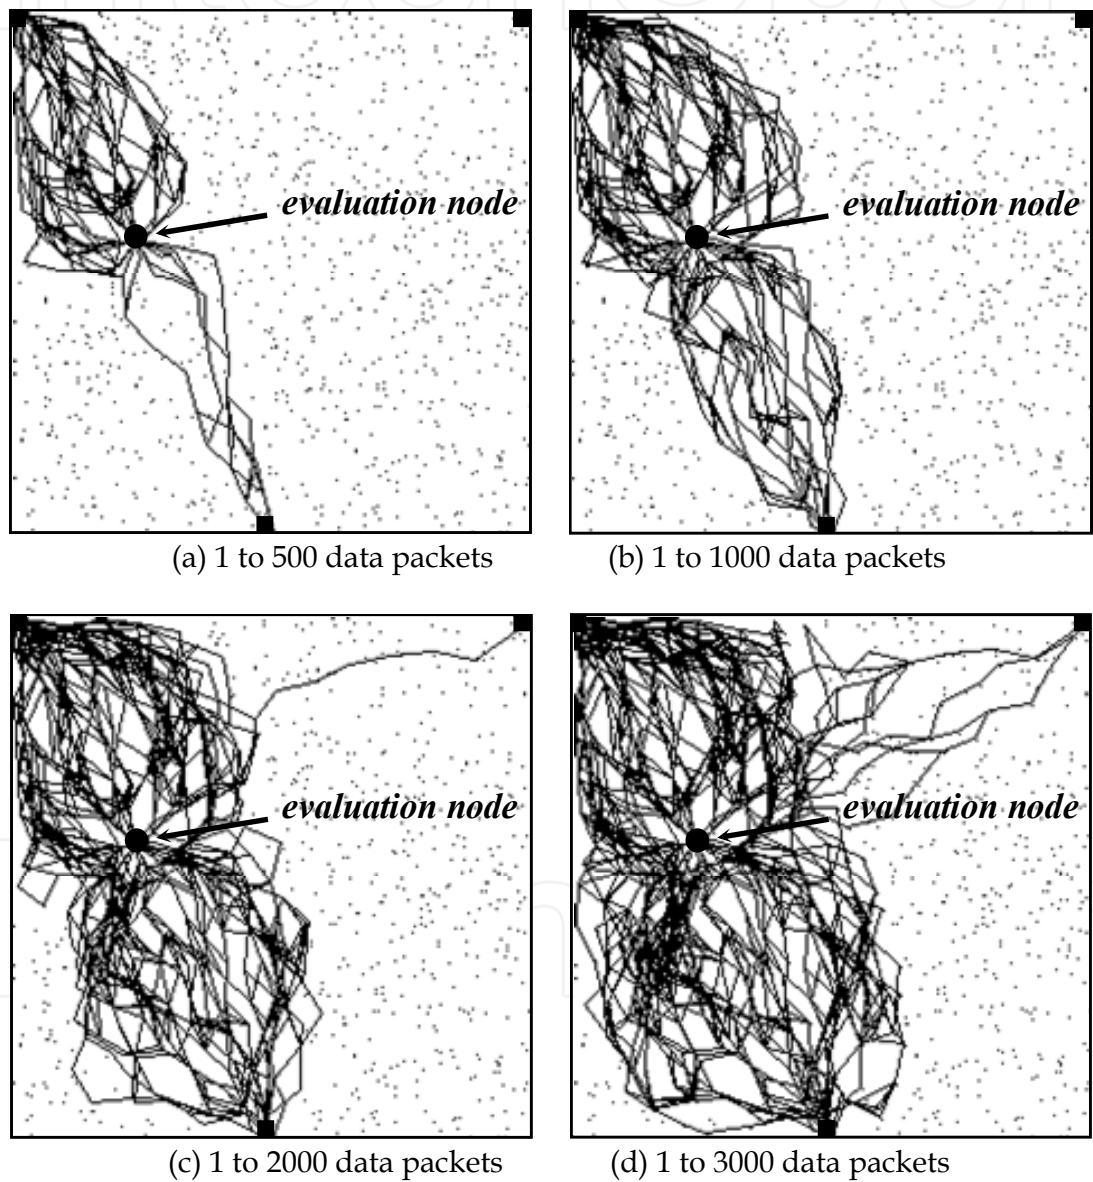 evaluation node
evaluation node
(a) 1 to 500 data packets
(b) 1 to 1000 data packets
evaluation node
evaluation node
(c) 1 to 2000 data packets
(d) 1 to 3000 data packets